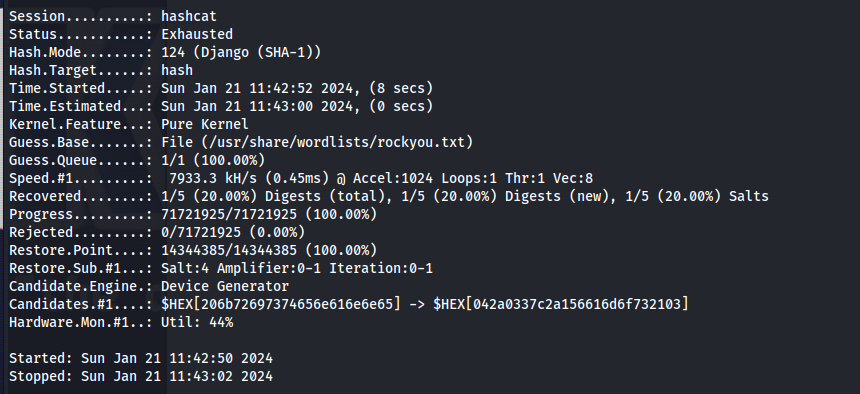 Session..........: hashcat
Status...........: Exhausted
Hash.Mode........: 124 (Django (SHA-1))
Hash.Target......: hash
Time.Started.....: Sun Jan 21 11:42:52 2024, (8 secs)
Time.Estimated...: Sun Jan 21 11:43:00 2024, (0 secs)
Kernel.Feature...: Pure Kernel
Guess.Base.......: File (/usr/share/wordlists/rockyou.txt)
Guess.Queue......: 1/1 (100.00%)
Speed.#1.........:  7933.3 kH/s (0.45ms) @ Accel:1024 Loops:1 Thr:1 Vec:8
Recovered........: 1/5 (20.00%) Digests (total), 1/5 (20.00%) Digests (new), 1/5 (20.00%) Salts
Progress.........: 71721925/71721925 (100.00%)
Rejected.........: 0/71721925 (0.00%)
Restore.Point....: 14344385/14344385 (100.00%)
Restore.Sub.#1...: Salt:4 Amplifier:0-1 Iteration:0-1
Candidate.Engine.: Device Generator
Candidates.#1....: $HEX[206b72697374656e616e6e65] -> $HEX[042a0337c2a156616d6f732103]
Hardware.Mon.#1..: Util: 44%
Started: Sun Jan 21 11:42:50 2024
Stopped: Sun Jan 21 11:43:02 2024